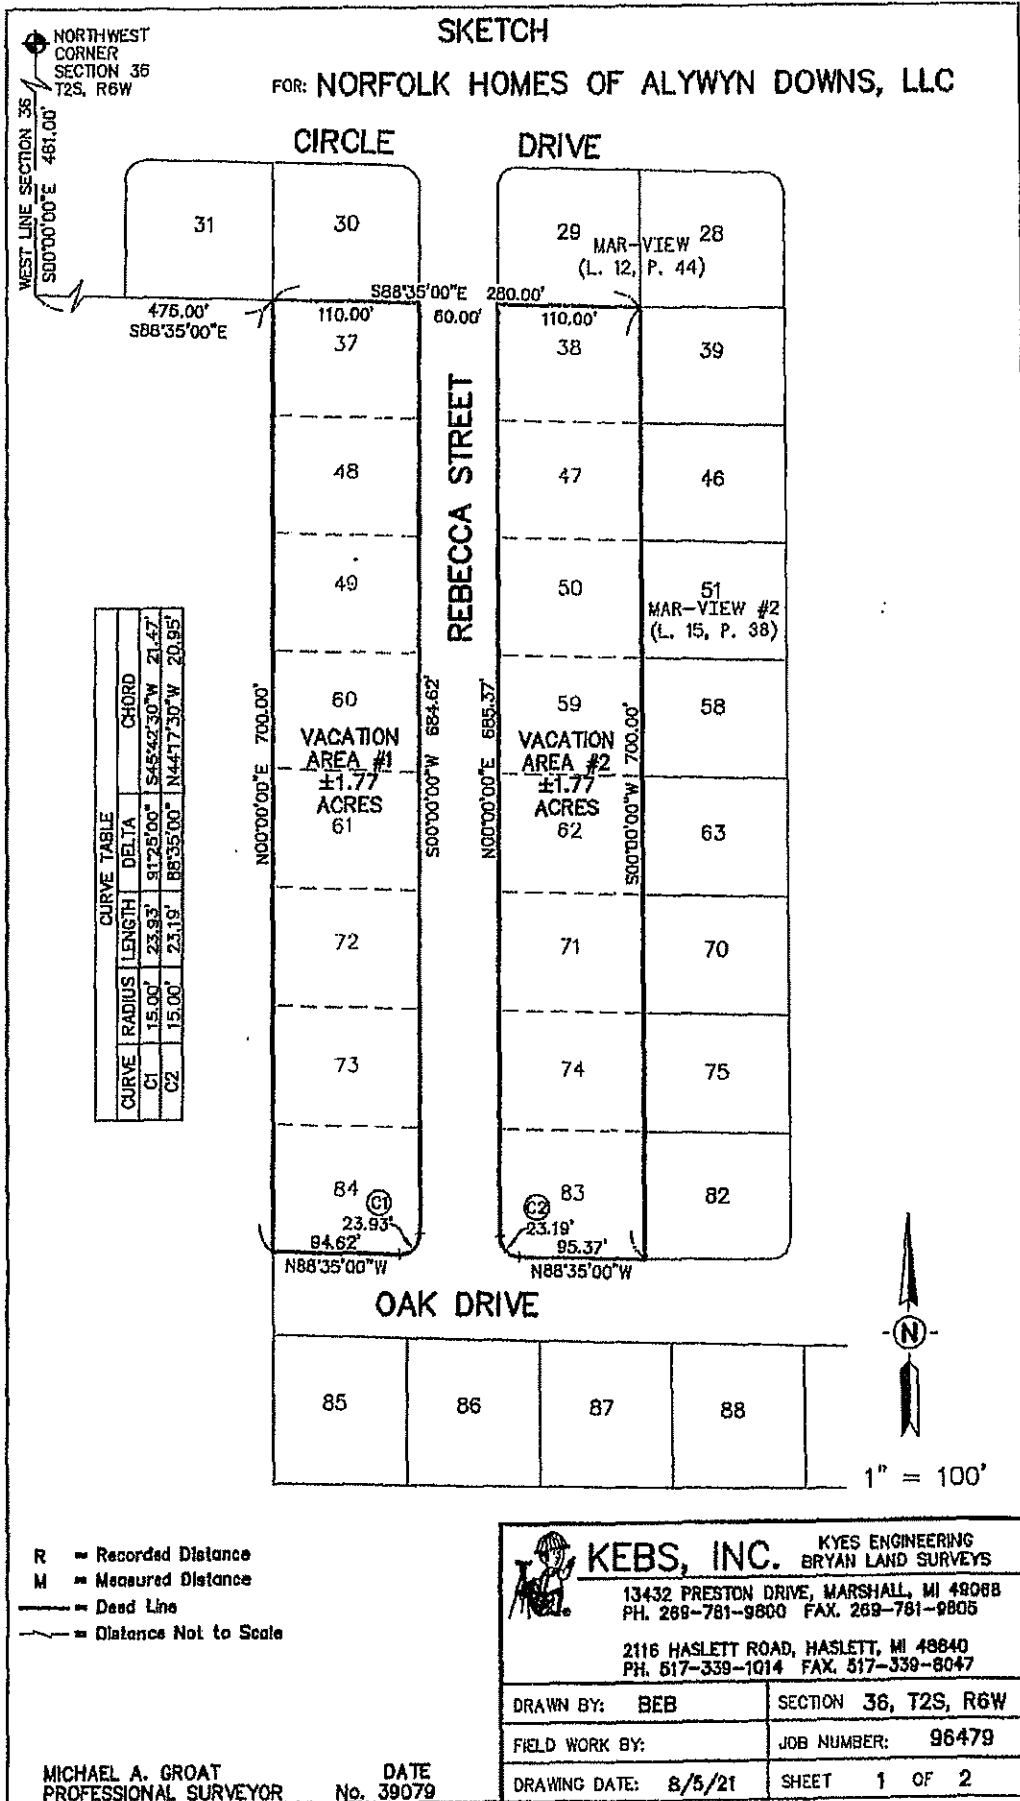 SKETCH
FOR: NORFOLK HOMES OF ALYWYN DOWNS, LLC
NORTHWEST
CORNER
SECTION 36
T2S, R6W
WEST LINE SECTION 36
S00°00'00"E 461.00'
CIRCLE DRIVE
31
30
29
28
MAR-VIEW
(L. 12, P. 44)
S88°35'00"E 280.00'
475.00'
S88°35'00"E
110.00'
60.00'
110.00'
37
38
39
48
47
46
REBECCA STREET
49
50
51
MAR-VIEW #2
(L. 15, P. 38)
60
59
58
N00°00'00"E 700.00'
VACATION
AREA #1
±1.77
ACRES
S00°00'00"W 684.62'
N00°00'00"E 685.37'
VACATION
AREA #2
±1.77
ACRES
S00°00'00"W 700.00'
61
62
63
72
71
70
73
74
75
84
C1
23.93'
94.62'
N88°35'00"W
83
C2
23.19'
95.37'
N88°35'00"W
82
CURVE TABLE
CURVE RADIUS LENGTH DELTA CHORD
C1 15.00' 23.93' 91°25'00" S45°42'30"W 21.47'
C2 15.00' 23.19' 88°35'00" N44°17'30"W 20.95'
OAK DRIVE
85
86
87
88
N
1" = 100'
R = Recorded Distance
M = Measured Distance
= Deed Line
= Distance Not to Scale
KEBS, INC. KYES ENGINEERING
BRYAN LAND SURVEYS
13432 PRESTON DRIVE, MARSHALL, MI 49068
PH. 269-781-9800 FAX. 269-781-9805
2116 HASLETT ROAD, HASLETT, MI 48840
PH. 517-339-1014 FAX. 517-339-8047
DRAWN BY: BEB
SECTION 36, T2S, R6W
FIELD WORK BY:
JOB NUMBER: 96479
DRAWING DATE: 8/5/21
SHEET 1 OF 2
MICHAEL A. GROAT DATE
PROFESSIONAL SURVEYOR No. 39079